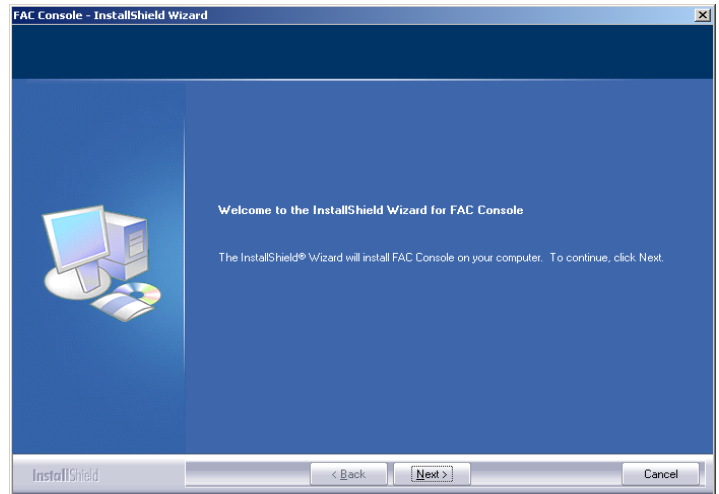 FAC Console - InstallShield Wizard
Welcome to the InstallShield Wizard for FAC Console
The InstallShield® Wizard will install FAC Console on your computer. To continue, click Next.
InstallShield
< Back
Next >
Cancel